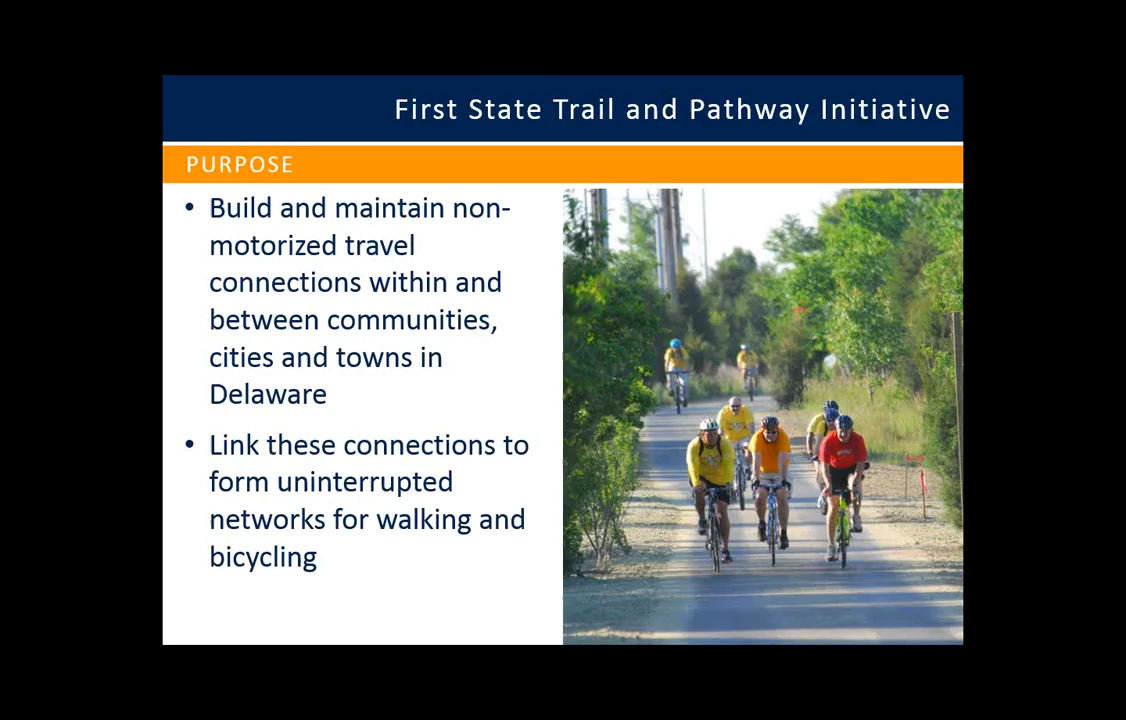 First State Trail and Pathway Initiative
PURPOSE
• Build and maintain non-
motorized travel
connections within and
between communities,
cities and towns in
Delaware
• Link these connections to
form uninterrupted
networks for walking and
bicycling